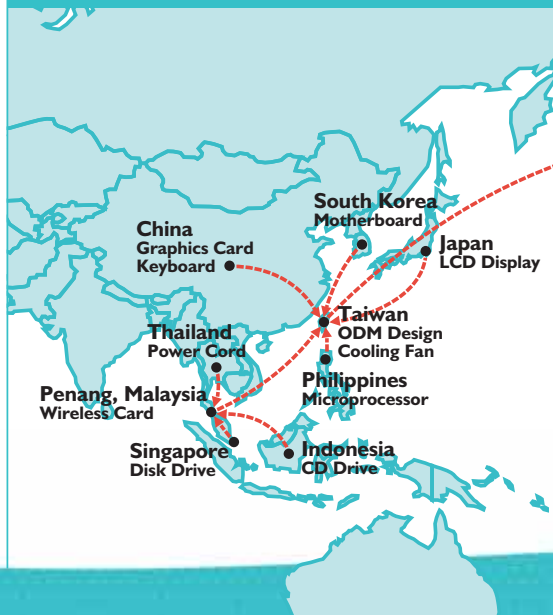 South Korea
Motherboard
China
Graphics Card
Keyboard
Japan
LCD Display
Taiwan
ODM Design
Cooling Fan
Thailand
Power Cord
Philippines
Microprocessor
Penang, Malaysia
Wireless Card
Singapore
Disk Drive
Indonesia
CD Drive